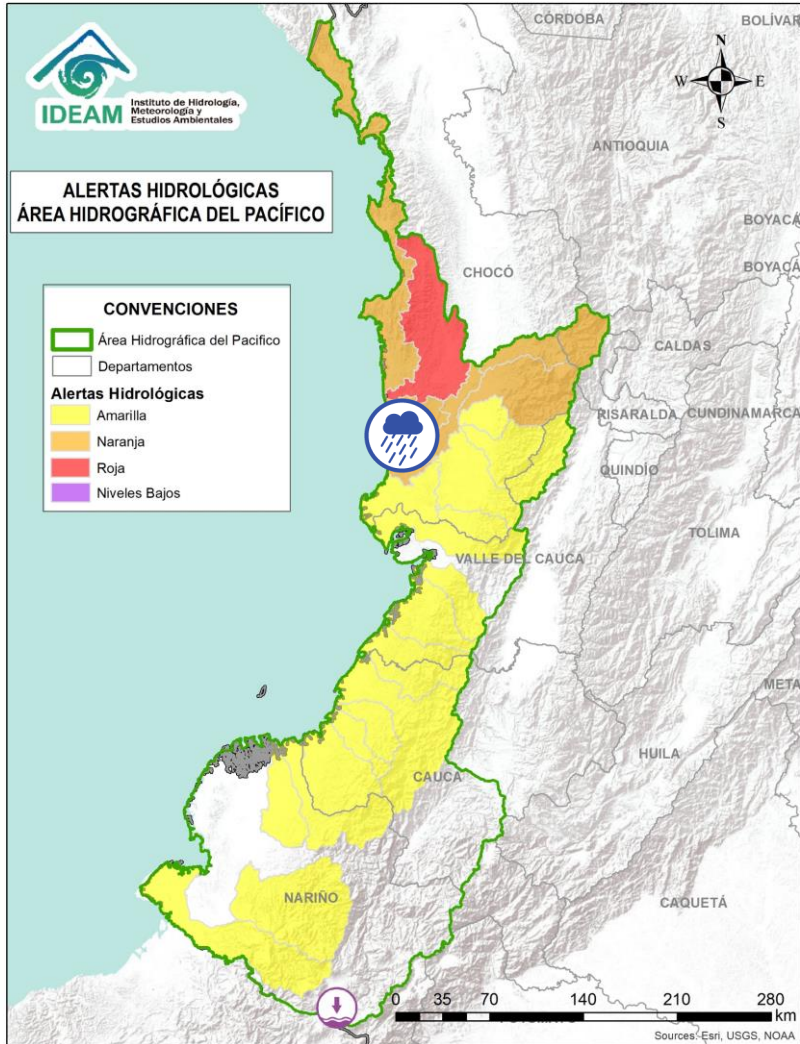 CÓRDOBA
BOLÍVAR
N
W
E
S
IDEAM
Instituto de Hidrología,
Meteorología y
Estudios Ambientales
ANTIOQUIA
ALERTAS HIDROLÓGICAS
ÁREA HIDROGRÁFICA DEL PACÍFICO
BOYACÁ
CHOCÓ
BOYACÁ
CONVENCIONES
Área Hidrográfica del Pacífico
Departamentos
Alertas Hidrológicas
Amarilla
Naranja
Roja
Niveles Bajos
CALDAS
RISARALDA
CUNDINAMARCA
QUINDÍO
TOLIMA
VALLE DEL CAUCA
META
HUILA
CAUCA
NARIÑO
CAQUETÁ
0 35 70 140 210 280
km
Sources: Esri, USGS, NOAA